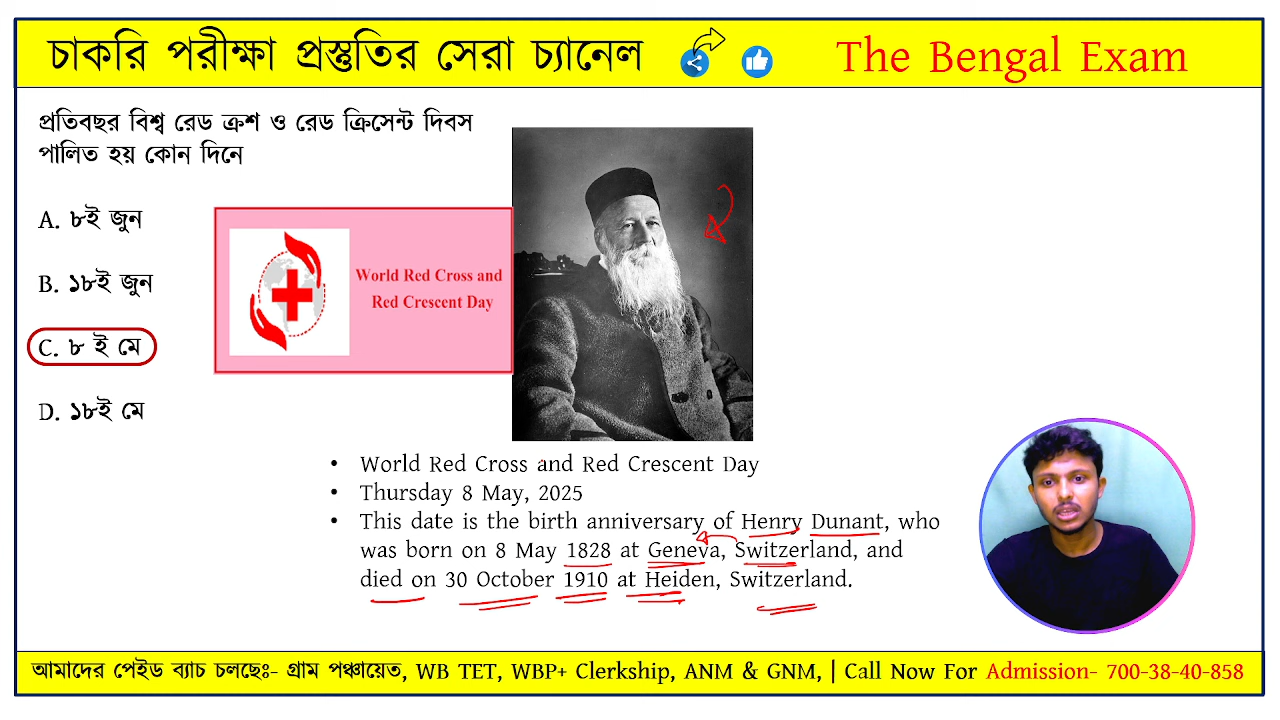 চাকরি পরীক্ষা প্রস্তুতির সেরা চ্যানেল The Bengal Exam
প্রতিবছর বিশ্ব রেড ক্রশ ও রেড ক্রিসেন্ট দিবস
পালিত হয় কোন দিনে
A. ৮ই জুন
B. ১৮ই জুন
C. ৮ ই মে
D. ১৮ই মে
World Red Cross and
Red Crescent Day
• World Red Cross and Red Crescent Day
• Thursday 8 May, 2025
• This date is the birth anniversary of Henry Dunant, who
was born on 8 May 1828 at Geneva, Switzerland, and
died on 30 October 1910 at Heiden, Switzerland.
আমাদের পেইড ব্যাচ চলছেঃ- গ্রাম পঞ্চায়েত, WB TET, WBP+ Clerkship, ANM & GNM, | Call Now For Admission- 700-38-40-858